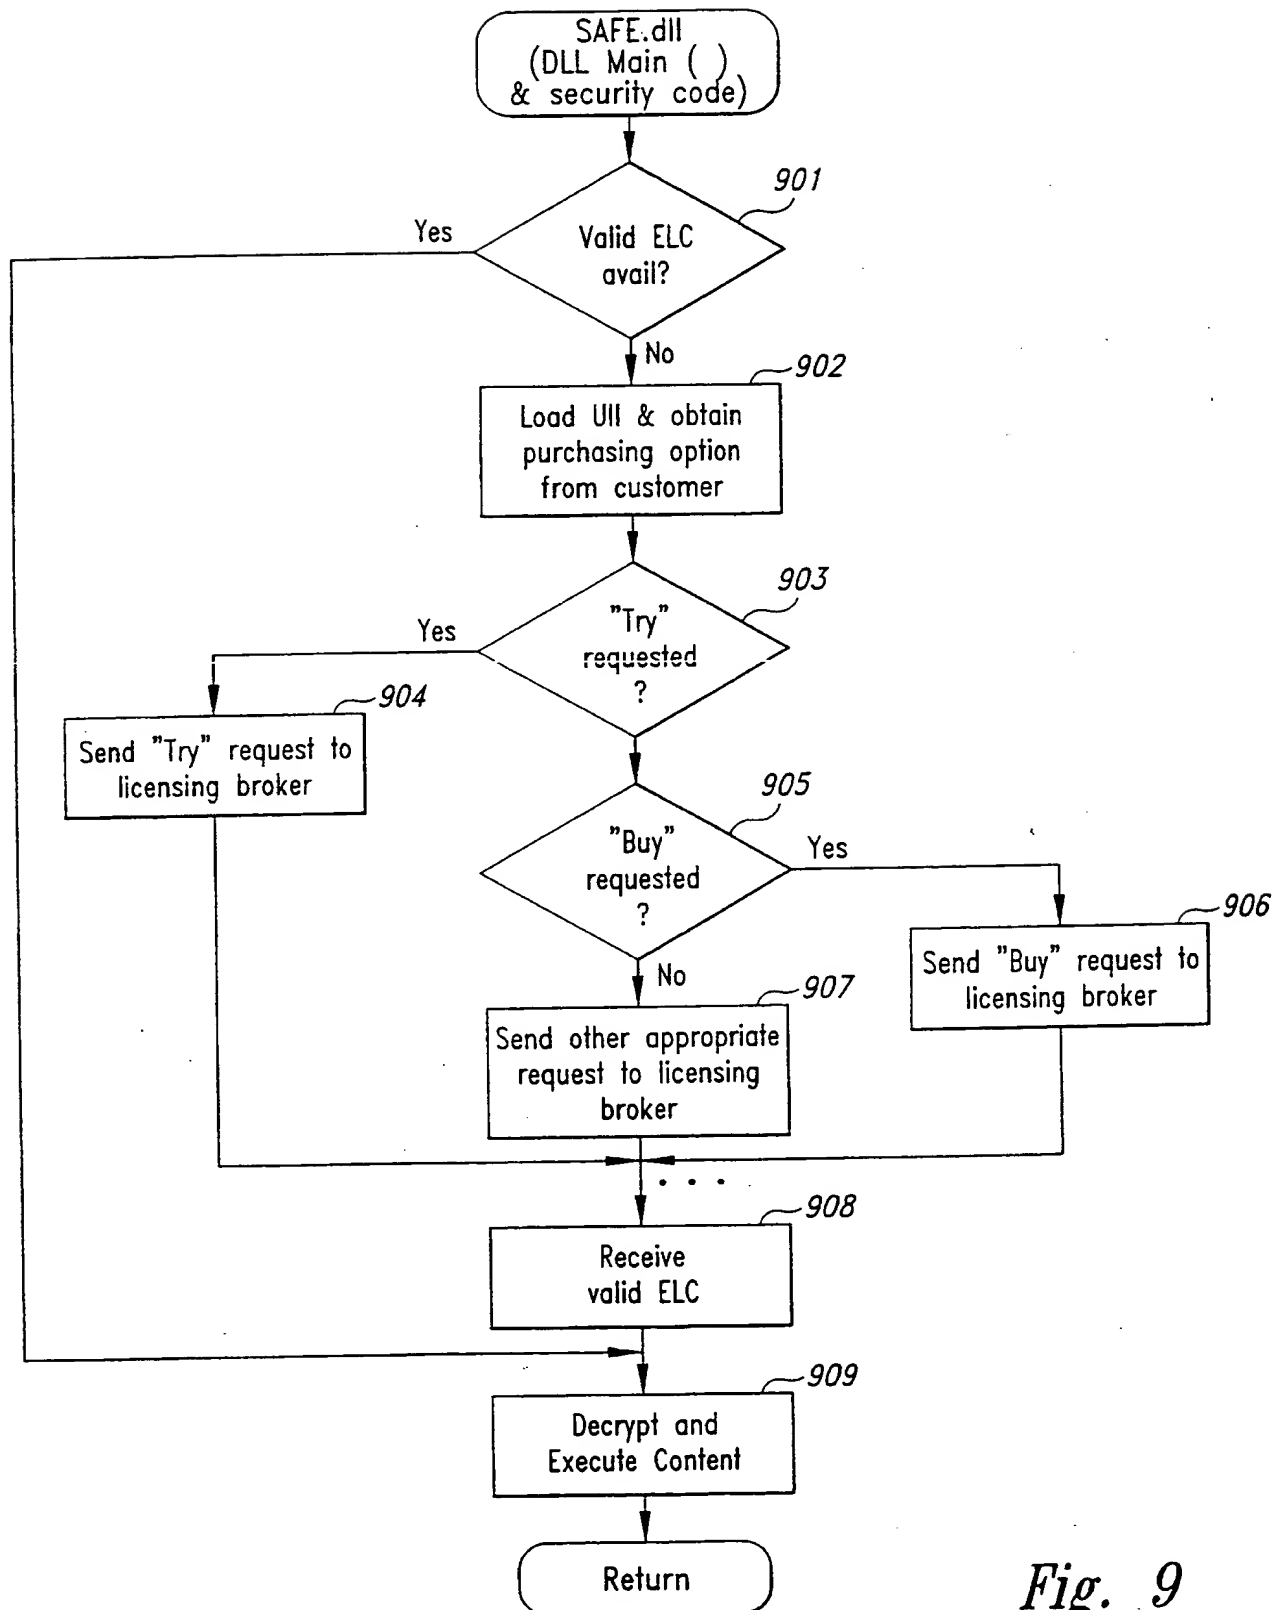 SAFE.dll
(DLL Main ( )
& security code)
901
Yes
Valid ELC
avail?
No
902
Load UII & obtain
purchasing option
from customer
903
Yes
"Try"
requested
?
904
Send "Try" request to
licensing broker
905
"Buy"
requested
?
Yes
906
Send "Buy" request to
licensing broker
No
907
Send other appropriate
request to licensing
broker
. . .
908
Receive
valid ELC
909
Decrypt and
Execute Content
Return
Fig. 9